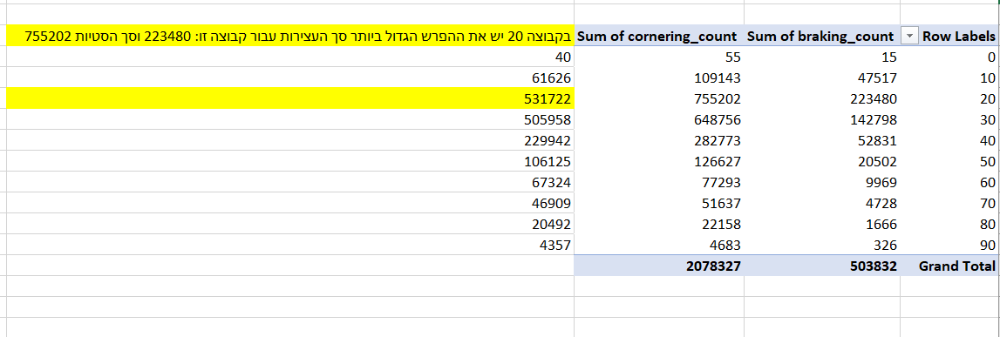 Row Labels Sum of braking_count Sum of cornering_count בקבוצה 20 יש את ההפרש הגדול ביותר סך העצירות עבור קבוצה זו: 223480 וסך הסטיות 755202
0 15 55 40
10 47517 109143 61626
20 223480 755202 531722
30 142798 648756 505958
40 52831 282773 229942
50 20502 126627 106125
60 9969 77293 67324
70 4728 51637 46909
80 1666 22158 20492
90 326 4683 4357
Grand Total 503832 2078327